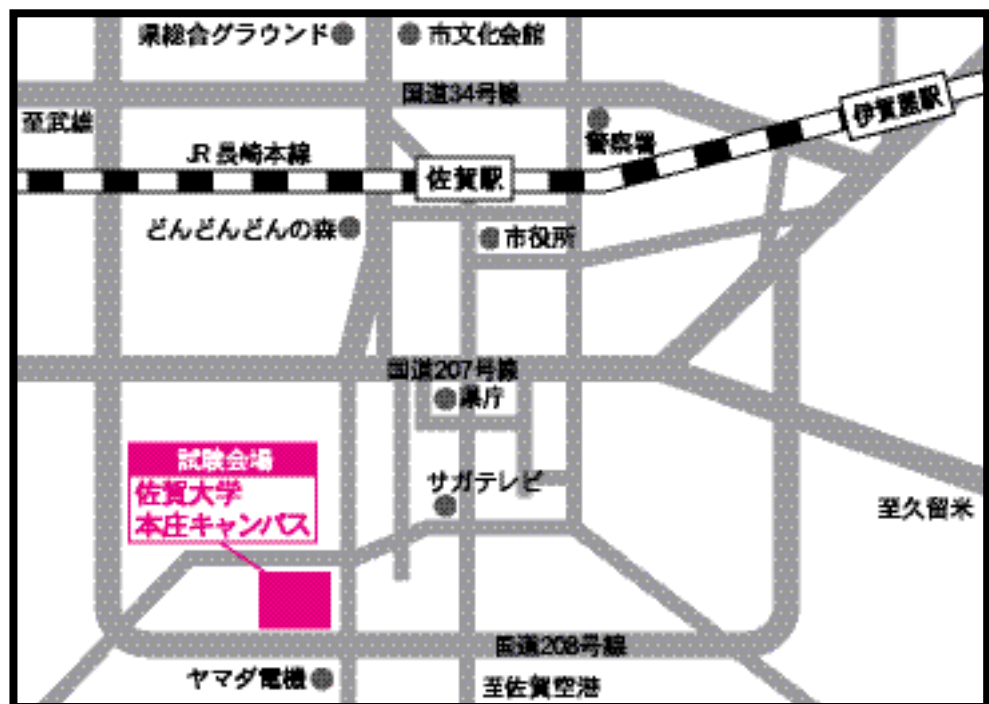 県総合グラウンド
市文化会館
国道34号線
伊賀屋駅
至武雄
警察署
JR長崎本線
佐賀駅
どんどんどんの森
市役所
国道207号線
県庁
試験会場
佐賀大学
本庄キャンパス
サガテレビ
至久留米
国道208号線
ヤマダ電機
至佐賀空港